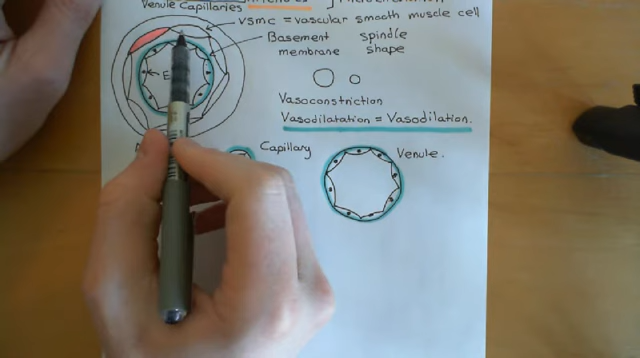 Venule Capillaries
VSMC = vascular smooth muscle cell
Basement spindle
membrane shape
E
Vasoconstriction
Vasodilatation = Vasodilation.
Capillary
Venule.